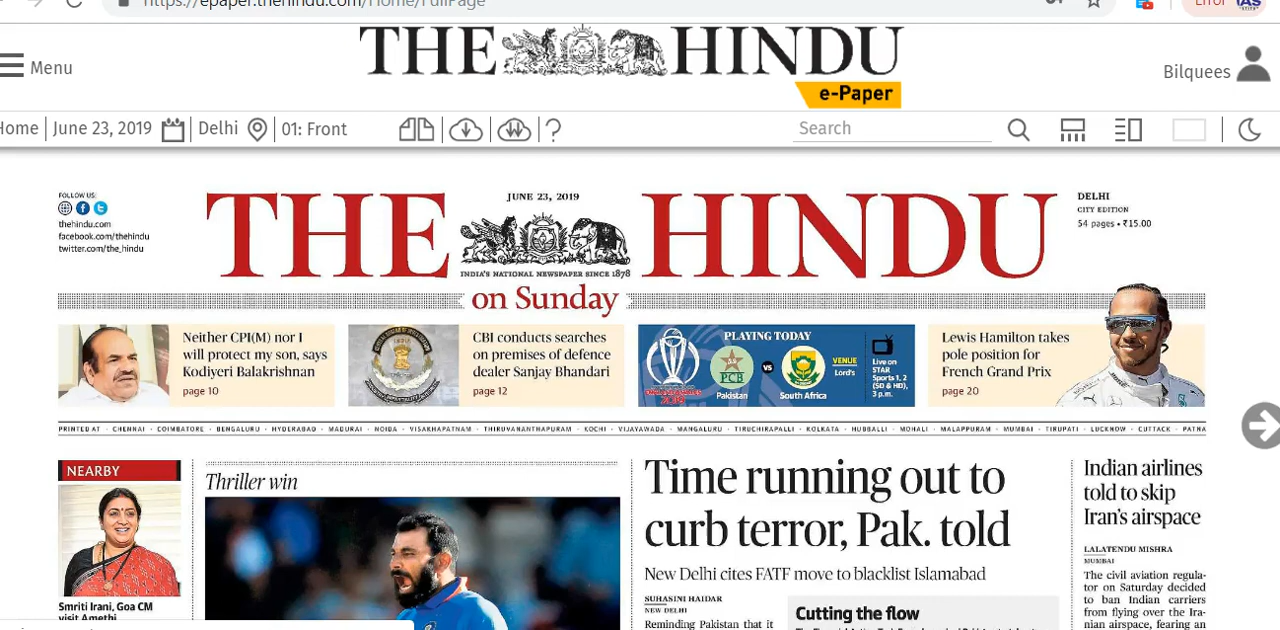 https://epaper.thehindu.com/Home/FullPage
Error
THE HINDU
e-Paper
Menu
Bilquees
Home
June 23, 2019
Delhi
01: Front
?
Search
FOLLOW US:
thehindu.com
facebook.com/thehindu
twitter.com/the_hindu
JUNE 23, 2019
THE HINDU
INDIA'S NATIONAL NEWSPAPER SINCE 1878
on Sunday
DELHI
CITY EDITION
54 pages • ₹15.00
Neither CPI(M) nor I
will protect my son, says
Kodiyeri Balakrishnan
page 10
CBI conducts searches
on premises of defence
dealer Sanjay Bhandari
page 12
PLAYING TODAY
PCB
Pakistan
vs
South Africa
VENUE
Lord's
Live on
STAR
Sports 1, 2
(SD & HD),
3 p.m.
Lewis Hamilton takes
pole position for
French Grand Prix
page 20
PRINTED AT • CHENNAI • COIMBATORE • BENGALURU • HYDERABAD • MADURAI • NOIDA • VISAKHAPATNAM • THIRUVANANTHAPURAM • KOCHI • VIJAYAWADA • MANGALURU • TIRUCHIRAPALLI • KOLKATA • HUBBALLI • MOHALI • MALAPPURAM • MUMBAI • TIRUPATI • LUCKNOW • CUTTACK • PATNA
NEARBY
Smriti Irani, Goa CM
visit Amethi
Thriller win
Time running out to
curb terror, Pak. told
New Delhi cites FATF move to blacklist Islamabad
SUHASINI HAIDAR
NEW DELHI
Reminding Pakistan that it
Cutting the flow
Indian airlines
told to skip
Iran's airspace
LALATENDU MISHRA
MUMBAI
The civil aviation regula-
tor on Saturday decided
to ban Indian carriers
from flying over the Ira-
nian airspace, fearing an